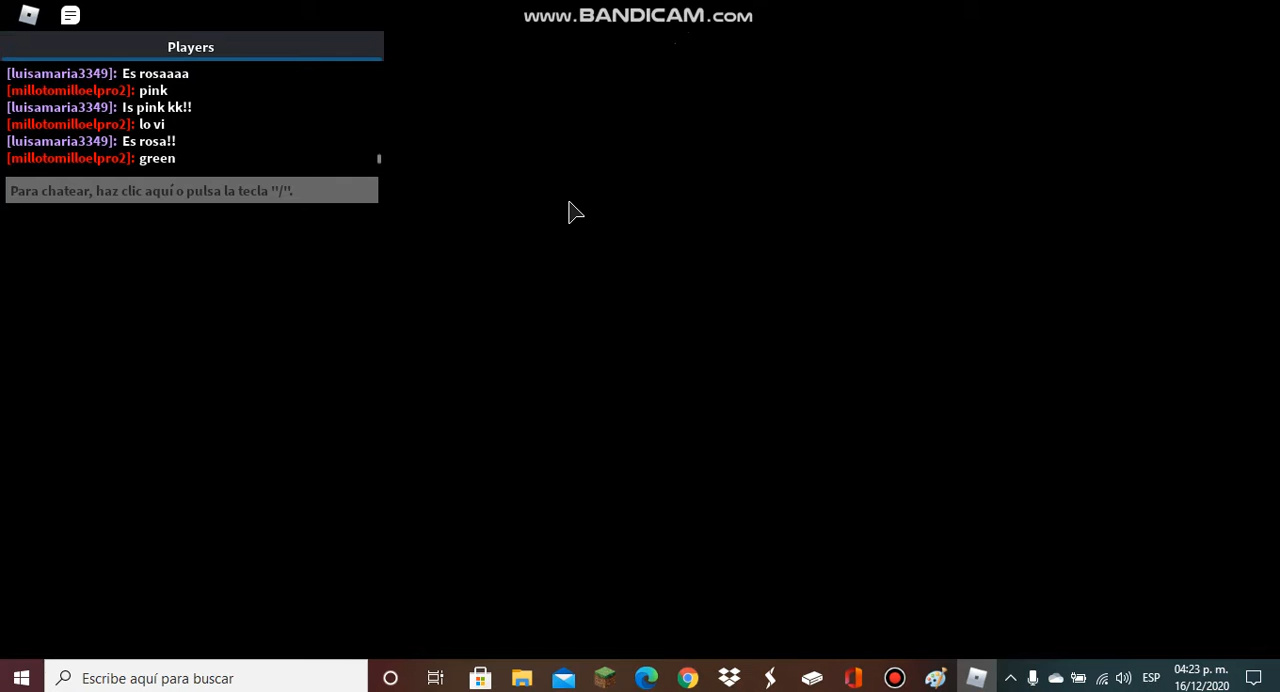 www.BANDICAM.com
Players
[luisamaria3349]: Es rosaaaa
[millotomilloelpro2]: pink
[luisamaria3349]: Is pink kk!!
[millotomilloelpro2]: lo vi
[luisamaria3349]: Es rosa!!
[millotomilloelpro2]: green
Para chatear, haz clic aquí o pulsa la tecla "/".
Escribe aquí para buscar
ESP
04:23 p. m.
16/12/2020